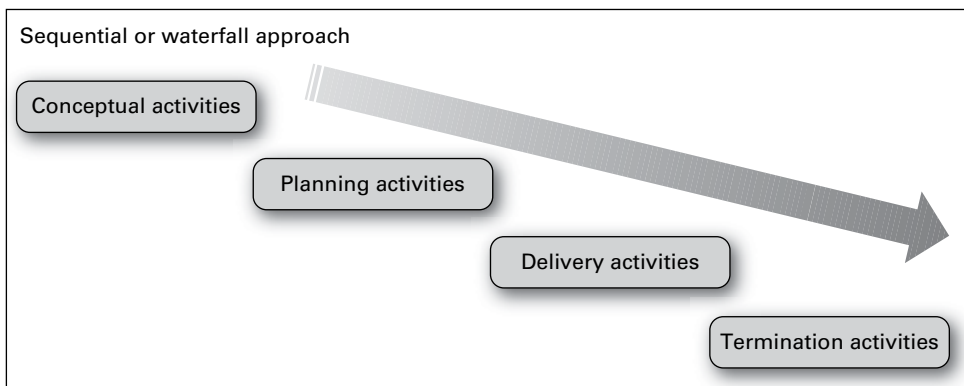 Sequential or waterfall approach
Conceptual activities
Planning activities
Delivery activities
Termination activities